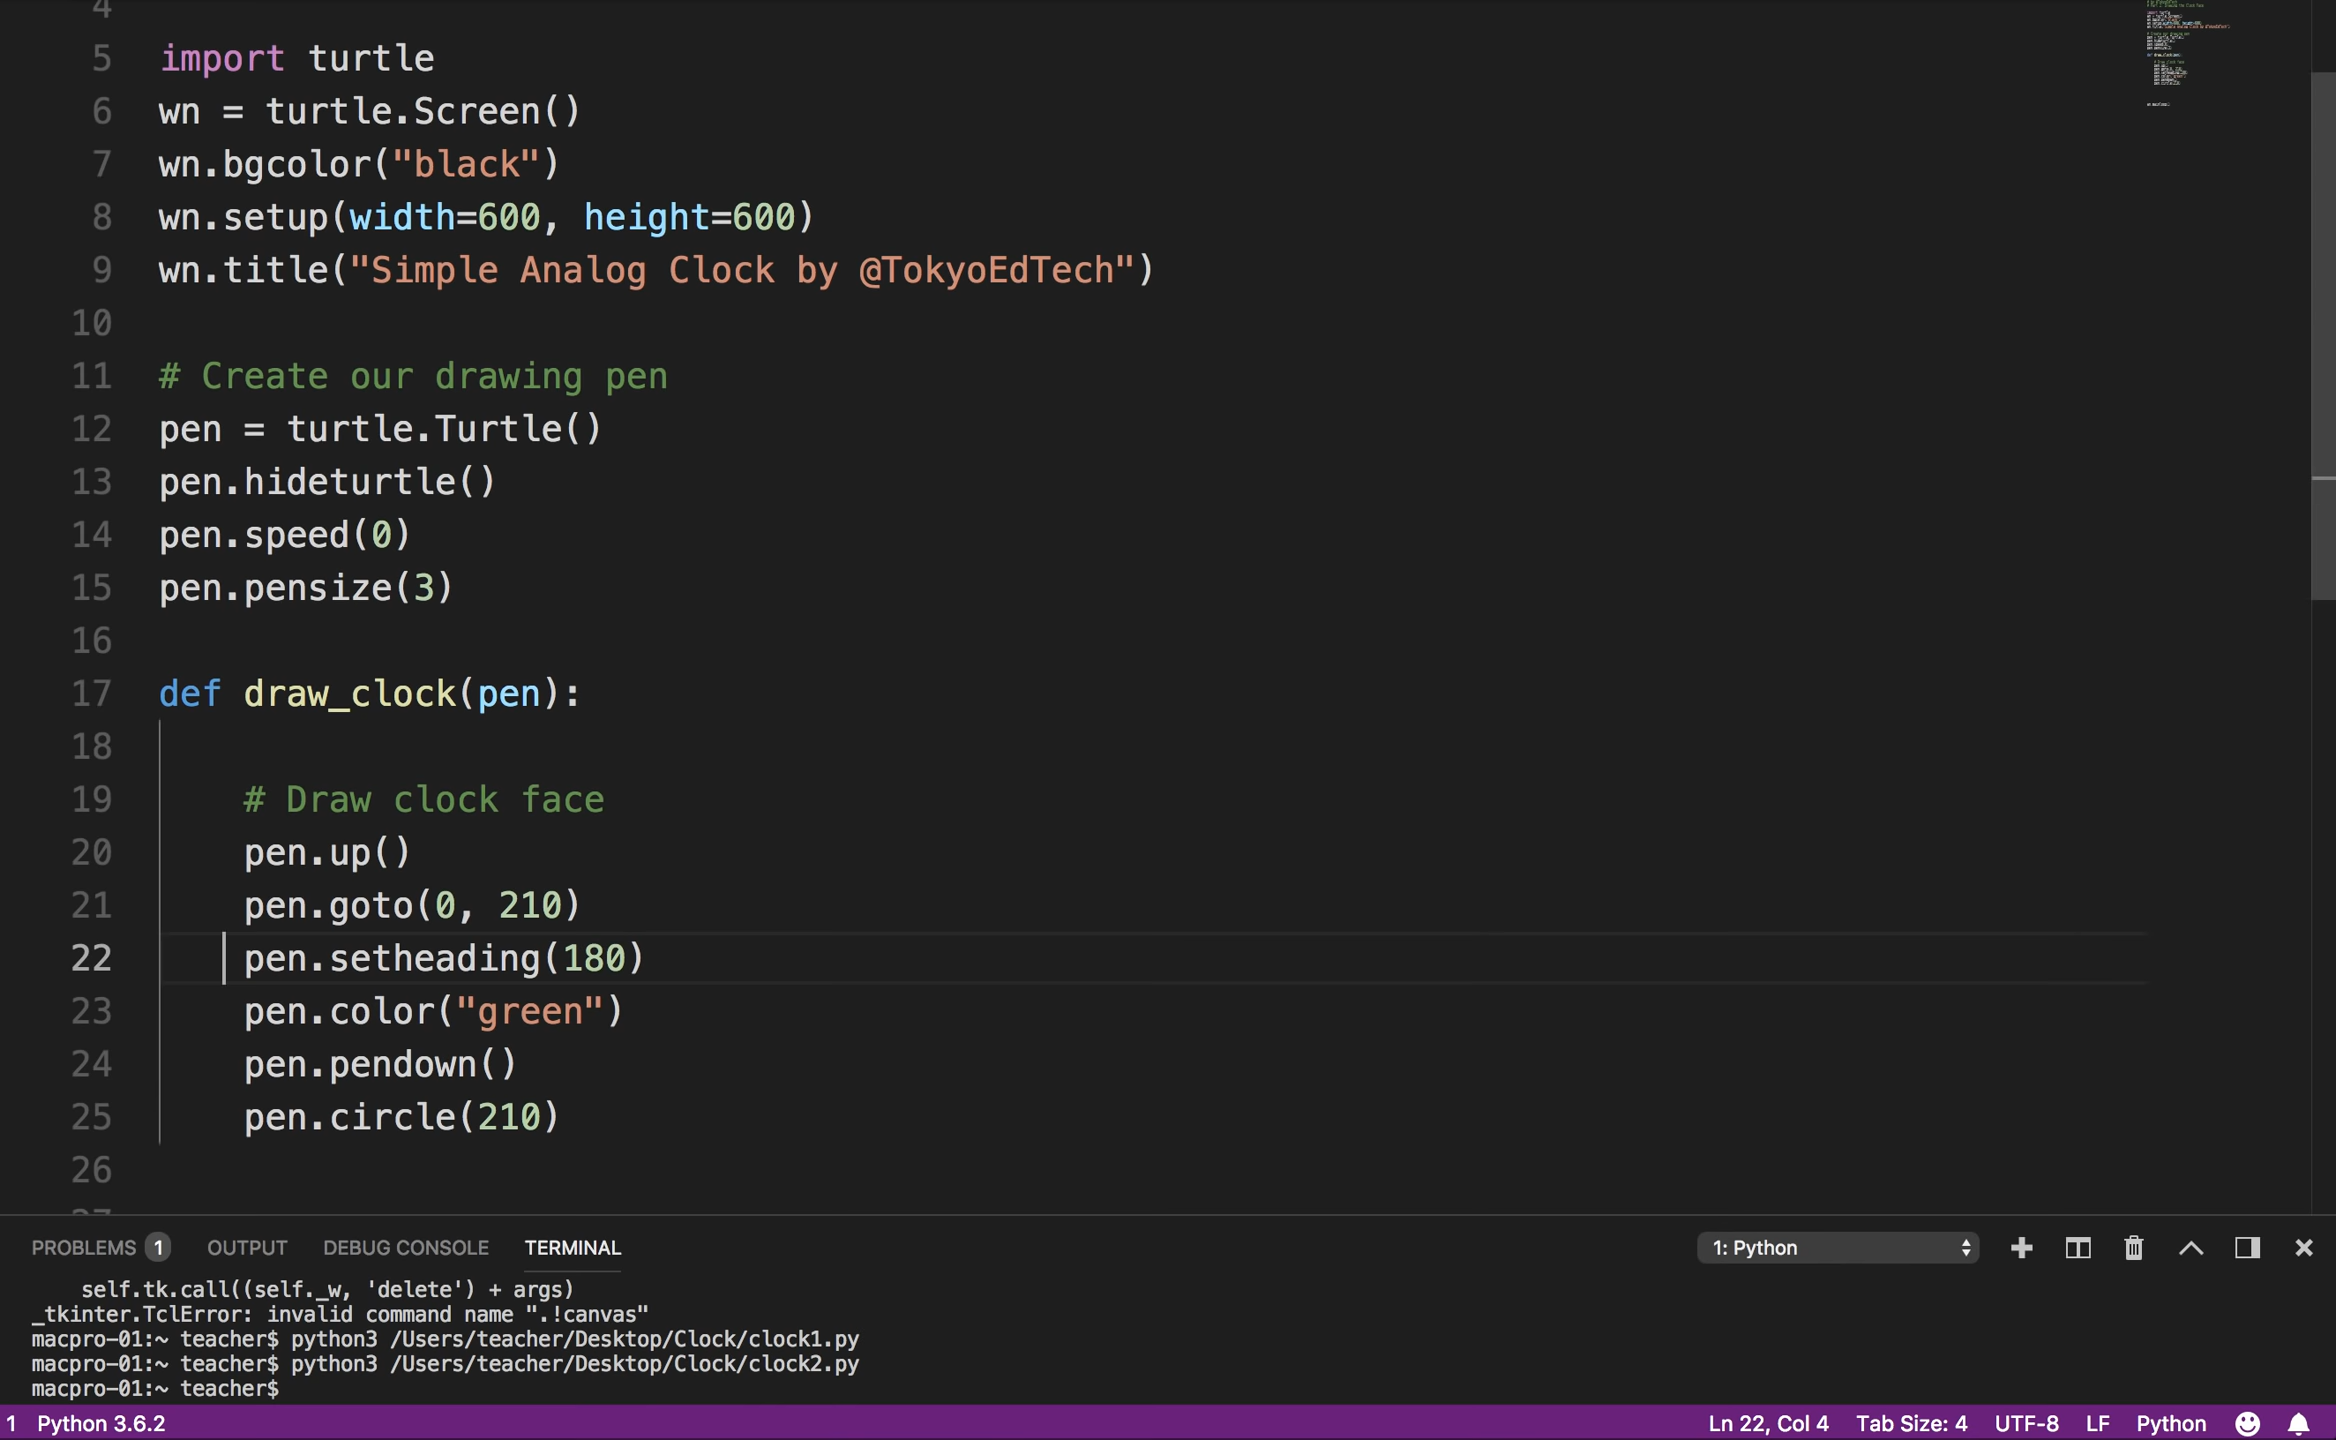 4
5 import turtle
6 wn = turtle.Screen()
7 wn.bgcolor("black")
8 wn.setup(width=600, height=600)
9 wn.title("Simple Analog Clock by @TokyoEdTech")
10
11 # Create our drawing pen
12 pen = turtle.Turtle()
13 pen.hideturtle()
14 pen.speed(0)
15 pen.pensize(3)
16
17 def draw_clock(pen):
18
19     # Draw clock face
20     pen.up()
21     pen.goto(0, 210)
22     pen.setheading(180)
23     pen.color("green")
24     pen.pendown()
25     pen.circle(210)
26
27
PROBLEMS 1 OUTPUT DEBUG CONSOLE TERMINAL 1: Python
    self.tk.call((self._w, 'delete') + args)
_tkinter.TclError: invalid command name ".!canvas"
macpro-01:~ teacher$ python3 /Users/teacher/Desktop/Clock/clock1.py
macpro-01:~ teacher$ python3 /Users/teacher/Desktop/Clock/clock2.py
macpro-01:~ teacher$
1 Python 3.6.2 Ln 22, Col 4 Tab Size: 4 UTF-8 LF Python